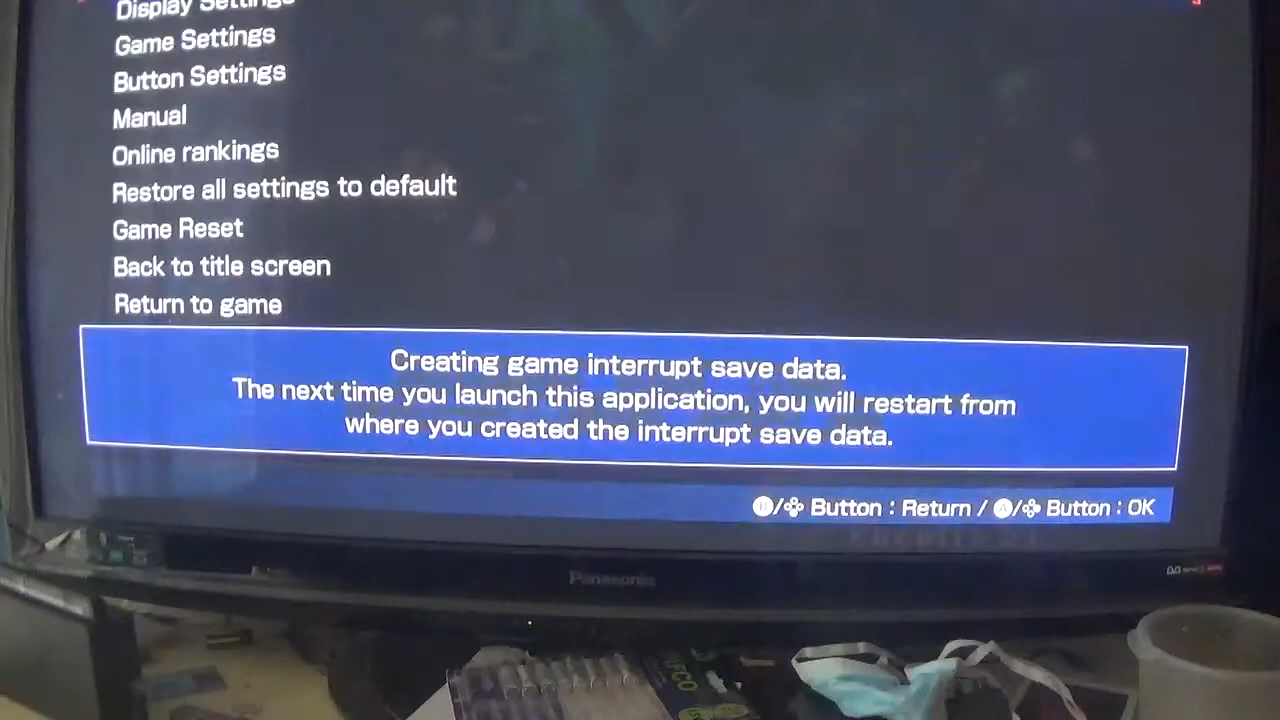 Display Settings
Game Settings
Button Settings
Manual
Online rankings
Restore all settings to default
Game Reset
Back to title screen
Return to game
Creating game interrupt save data.
The next time you launch this application, you will restart from
where you created the interrupt save data.
B/ Button : Return / A/ Button : OK
Panasonic